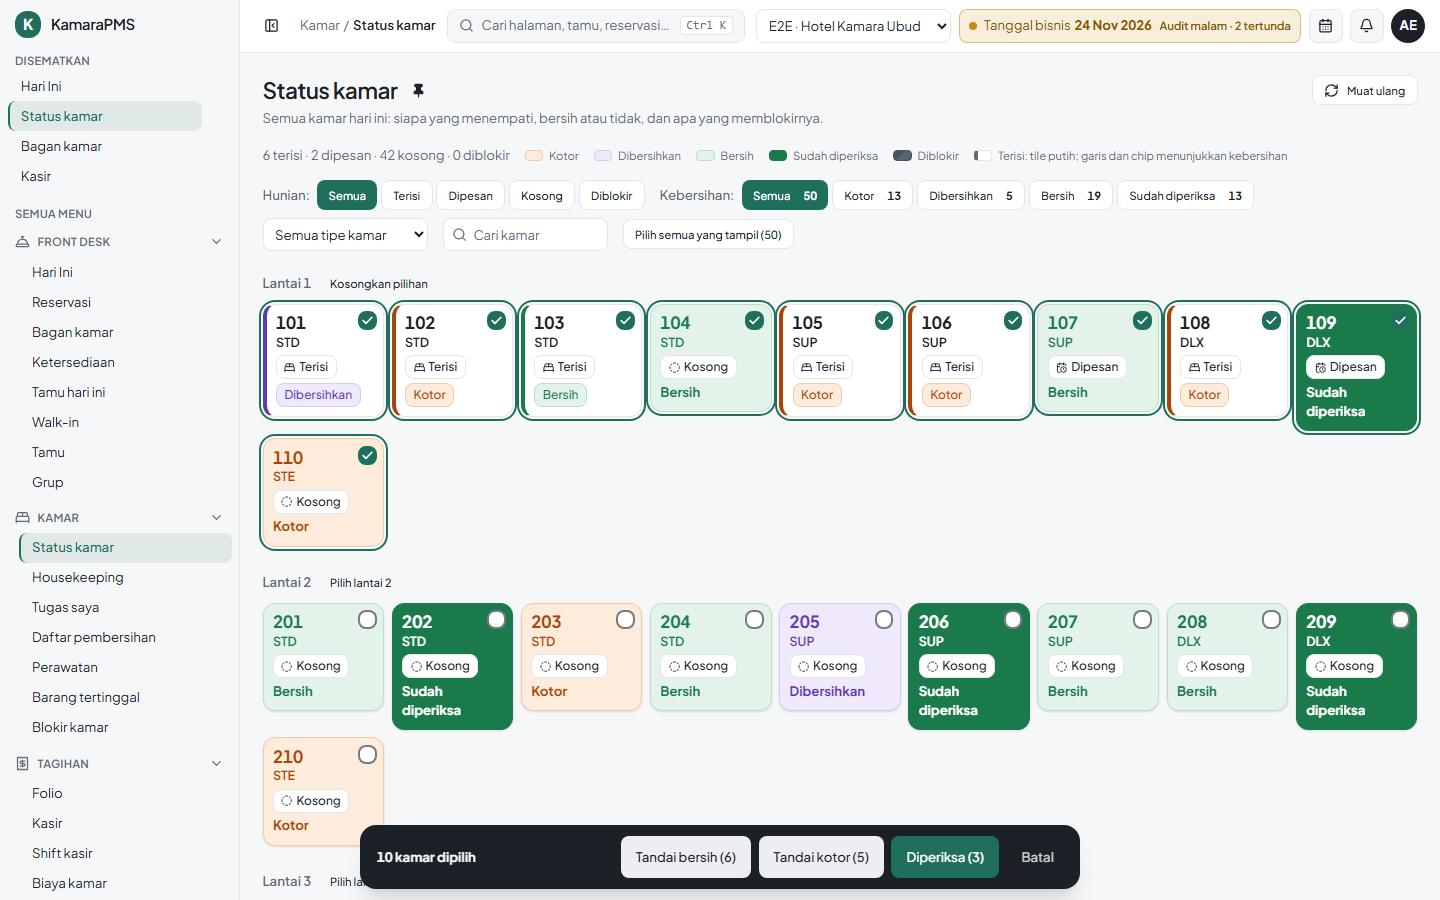 K KamaraPMS
DISEMATKAN
Hari Ini
Status kamar
Bagan kamar
Kasir
SEMUA MENU
FRONT DESK
Hari Ini
Reservasi
Bagan kamar
Ketersediaan
Tamu hari ini
Walk-in
Tamu
Grup
KAMAR
Status kamar
Housekeeping
Tugas saya
Daftar pembersihan
Perawatan
Barang tertinggal
Blokir kamar
TAGIHAN
Folio
Kasir
Shift kasir
Biaya kamar
Kamar / Status kamar
Cari halaman, tamu, reservasi... Ctrl K
E2E · Hotel Kamara Ubud
Tanggal bisnis 24 Nov 2026 Audit malam · 2 tertunda
AE
Status kamar
Muat ulang
Semua kamar hari ini: siapa yang menempati, bersih atau tidak, dan apa yang memblokirnya.
6 terisi · 2 dipesan · 42 kosong · 0 diblokir Kotor Dibersihkan Bersih Sudah diperiksa Diblokir Terisi: tile putih; garis dan chip menunjukkan kebersihan
Hunian: Semua Terisi Dipesan Kosong Diblokir Kebersihan: Semua 50 Kotor 13 Dibersihkan 5 Bersih 19 Sudah diperiksa 13
Semua tipe kamar Cari kamar Pilih semua yang tampil (50)
Lantai 1 Kosongkan pilihan
101 102 103 104 105 106 107 108 109
STD STD STD STD SUP SUP SUP DLX DLX
Terisi Terisi Terisi Kosong Terisi Terisi Dipesan Terisi Dipesan
Dibersihkan Kotor Bersih Bersih Kotor Kotor Bersih Kotor Sudah
diperiksa
110
STE
Kosong
Kotor
Lantai 2 Pilih lantai 2
201 202 203 204 205 206 207 208 209
STD STD STD STD SUP SUP SUP DLX DLX
Kosong Kosong Kosong Kosong Kosong Kosong Kosong Kosong Kosong
Bersih Sudah Kotor Bersih Dibersihkan Sudah Bersih Bersih Sudah
diperiksa diperiksa diperiksa
210
STE
Kosong
Kotor
10 kamar dipilih Tandai bersih (6) Tandai kotor (5) Diperiksa (3) Batal
Lantai 3 Pilih